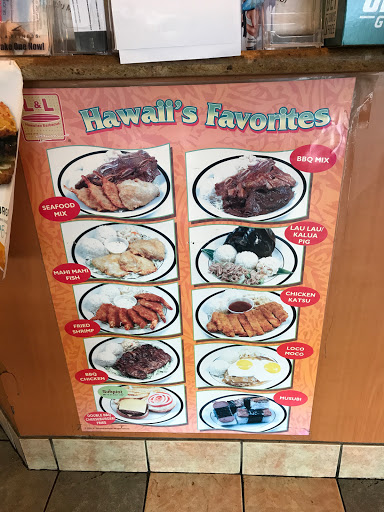 L&L
Hawaii's Favorites
SEAFOOD
MIX
BBQ MIX
MAHI MAHI
FISH
LAU LAU/
KALUA
PIG
FRIED
SHRIMP
CHICKEN
KATSU
BBQ
CHICKEN
LOCO
MOCO
MUSUBI